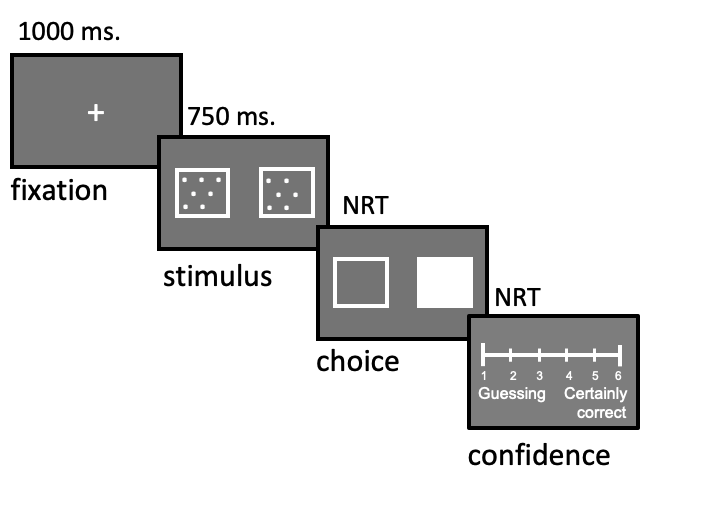 1000 ms.
750 ms.
fixation
NRT
stimulus
NRT
choice
1 2 3 4 5 6
Guessing Certainly
correct
confidence